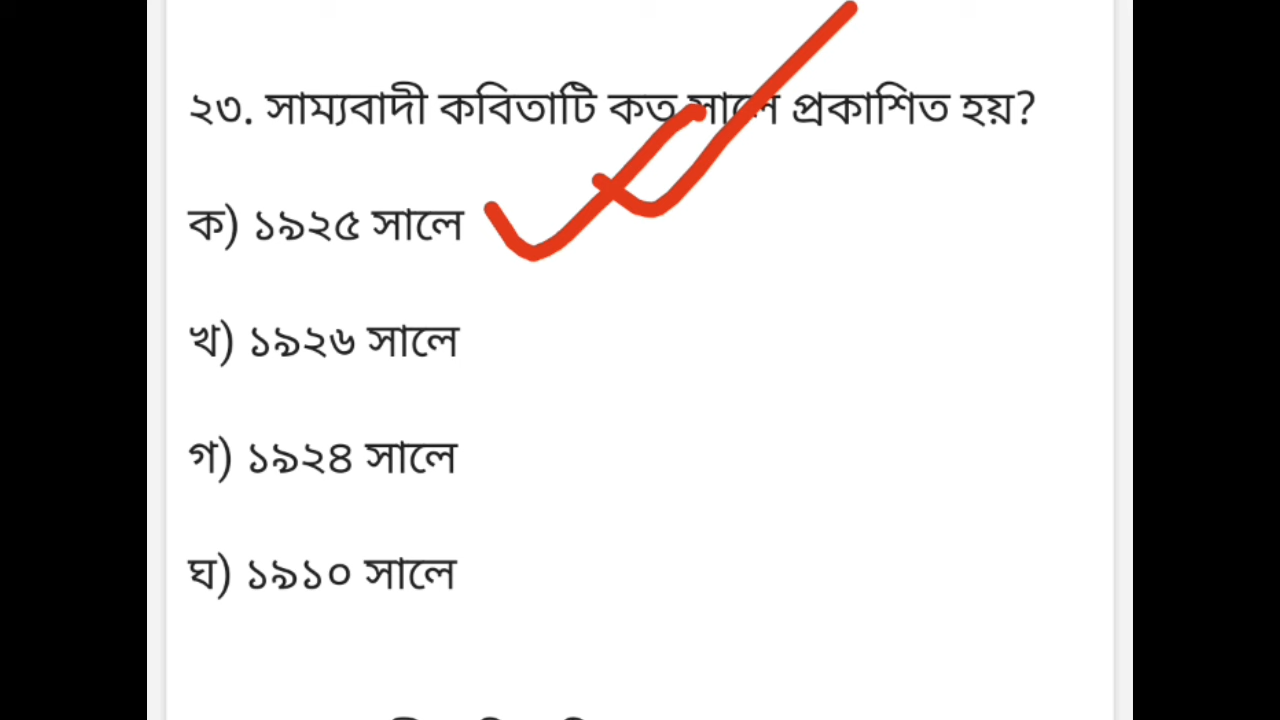 ২৩. সাম্যবাদী কবিতাটি কত সালে প্রকাশিত হয়?
ক) ১৯২৫ সালে
খ) ১৯২৬ সালে
গ) ১৯২৪ সালে
ঘ) ১৯১০ সালে